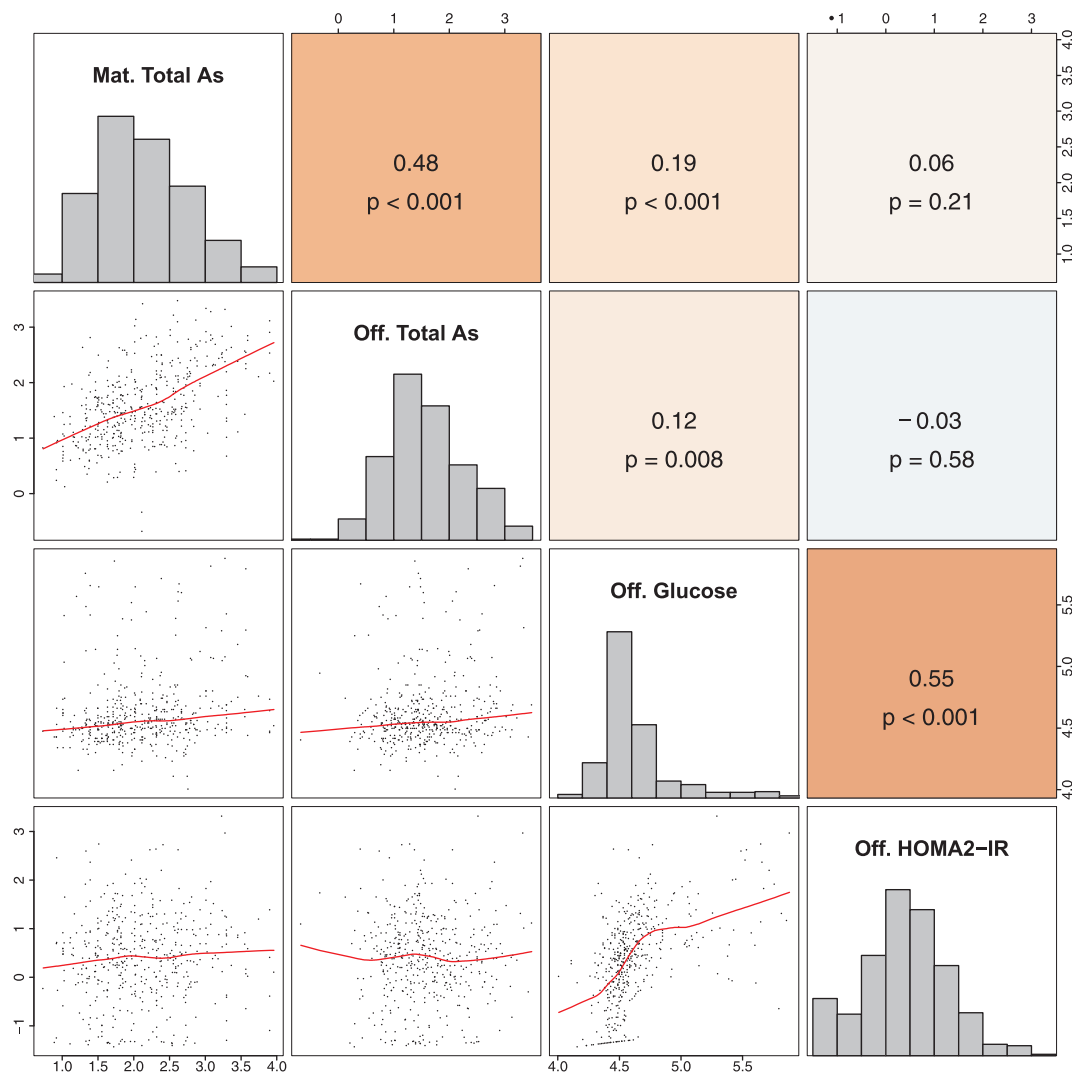 0 1 2 3
•1 0 1 2 3
Mat. Total As
0.48
p < 0.001
0.19
p < 0.001
0.06
p = 0.21
1.0 1.5 2.0 2.5 3.0 3.5 4.0
0 1 2 3
Off. Total As
0.12
p = 0.008
−0.03
p = 0.58
Off. Glucose
0.55
p < 0.001
4.0 4.5 5.0 5.5
−1 0 1 2 3
Off. HOMA2−IR
1.0 1.5 2.0 2.5 3.0 3.5 4.0
4.0 4.5 5.0 5.5